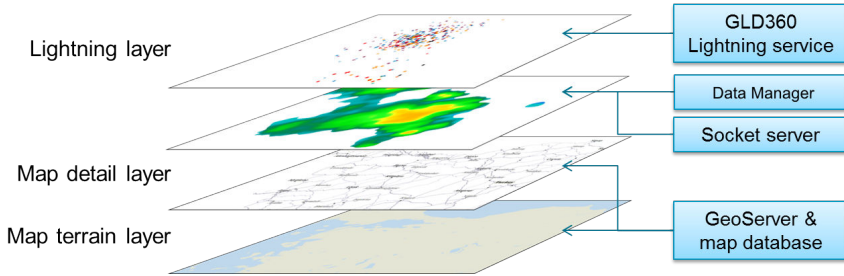 Lightning layer
GLD360
Lightning service
Data Manager
Socket server
Map detail layer
Map terrain layer
GeoServer &
map database